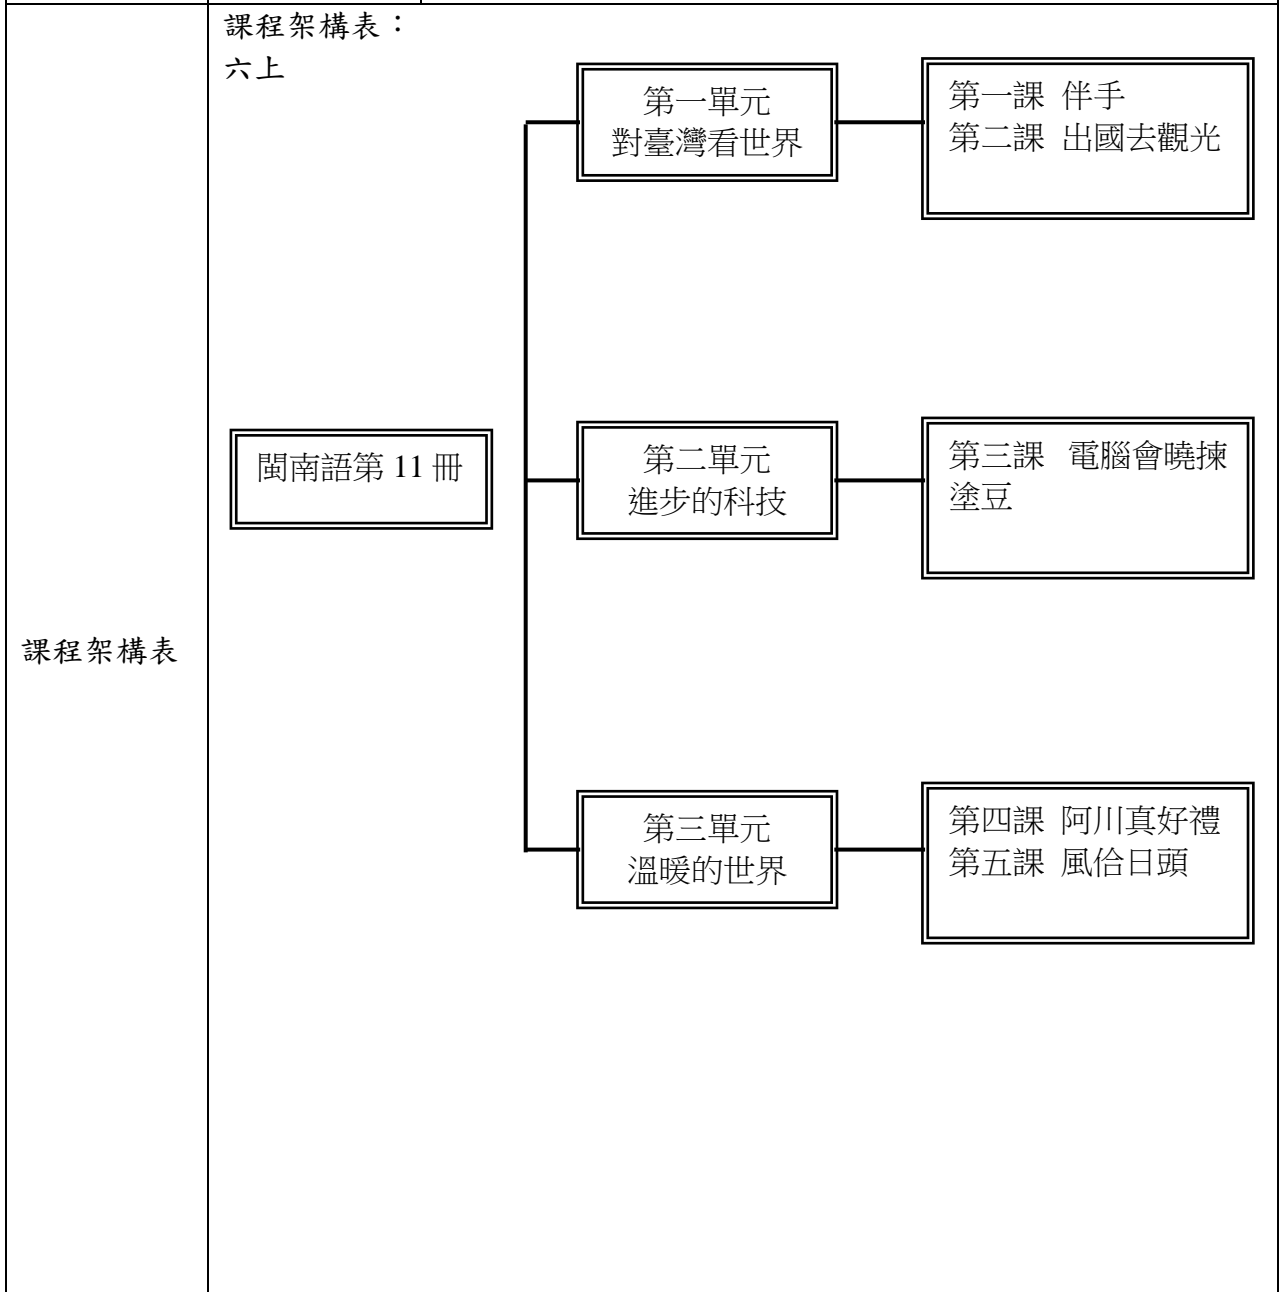 課程架構表：
六上
第一單元
對臺灣看世界
第一課 伴手
第二課 出國去觀光
閩南語第 11 冊
第二單元
進步的科技
第三課 電腦會曉揀
塗豆
課程架構表
第三單元
溫暖的世界
第四課 阿川真好禮
第五課 風佮日頭